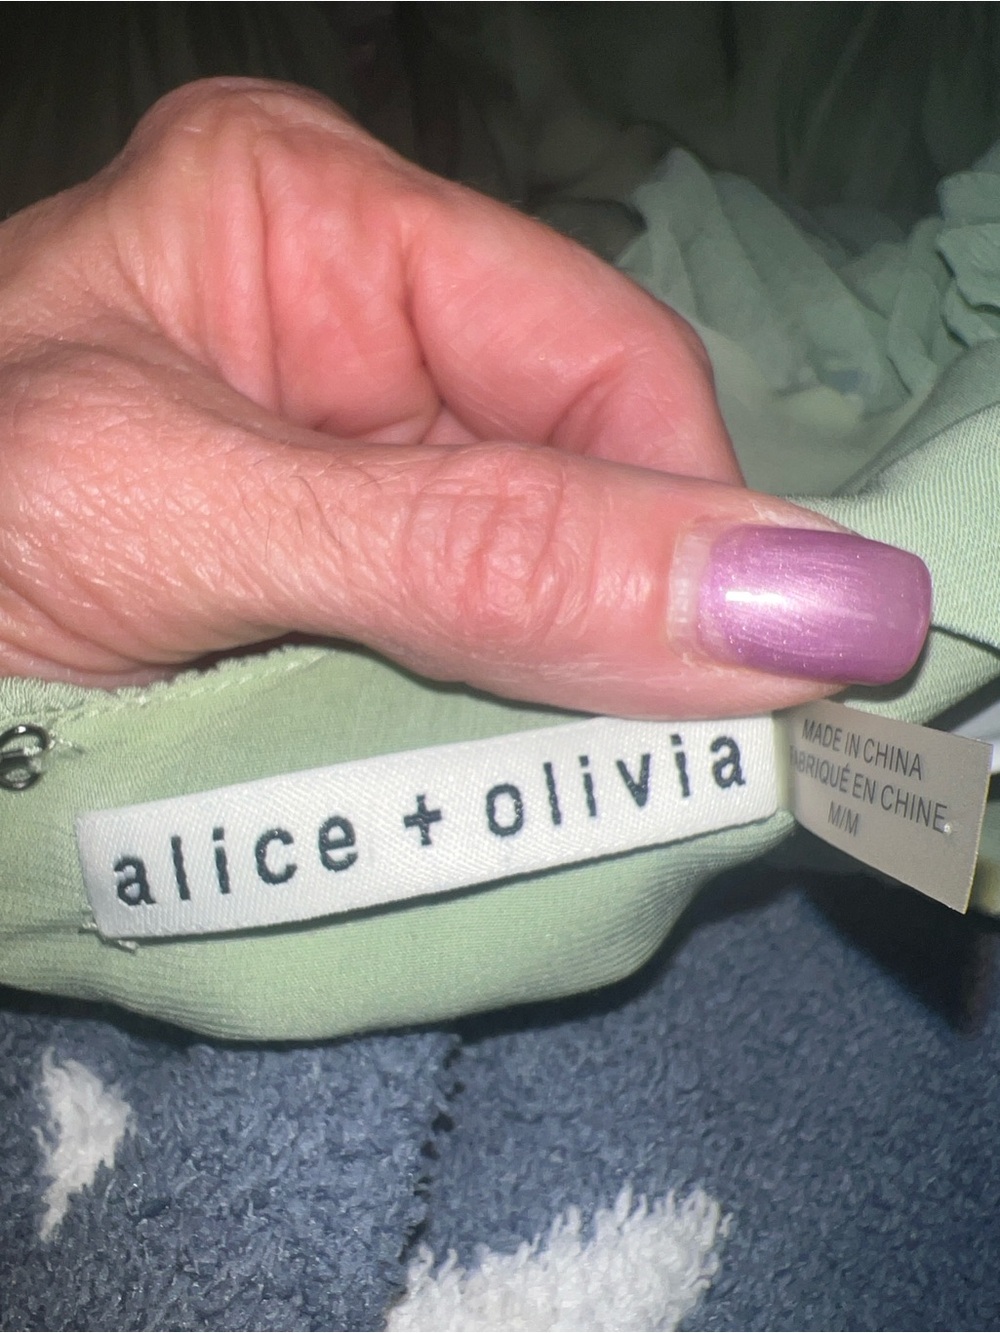 alice + olivia
MADE IN CHINA
FABRIQUÉ EN CHINE
M/M